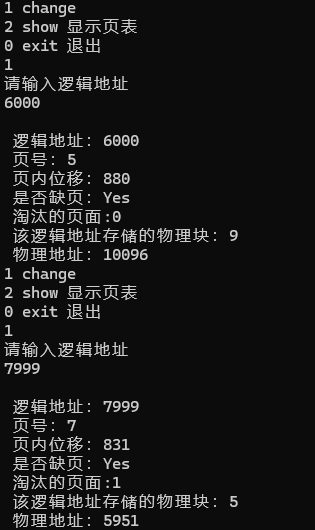 1 change
2 show 显示页表
0 exit 退出
1
请输入逻辑地址
6000
逻辑地址: 6000
页号: 5
页内位移: 880
是否缺页: Yes
淘汰的页面:0
该逻辑地址存储的物理块: 9
物理地址: 10096
1 change
2 show 显示页表
0 exit 退出
1
请输入逻辑地址
7999
逻辑地址: 7999
页号: 7
页内位移: 831
是否缺页: Yes
淘汰的页面:1
该逻辑地址存储的物理块: 5
物理地址: 5951